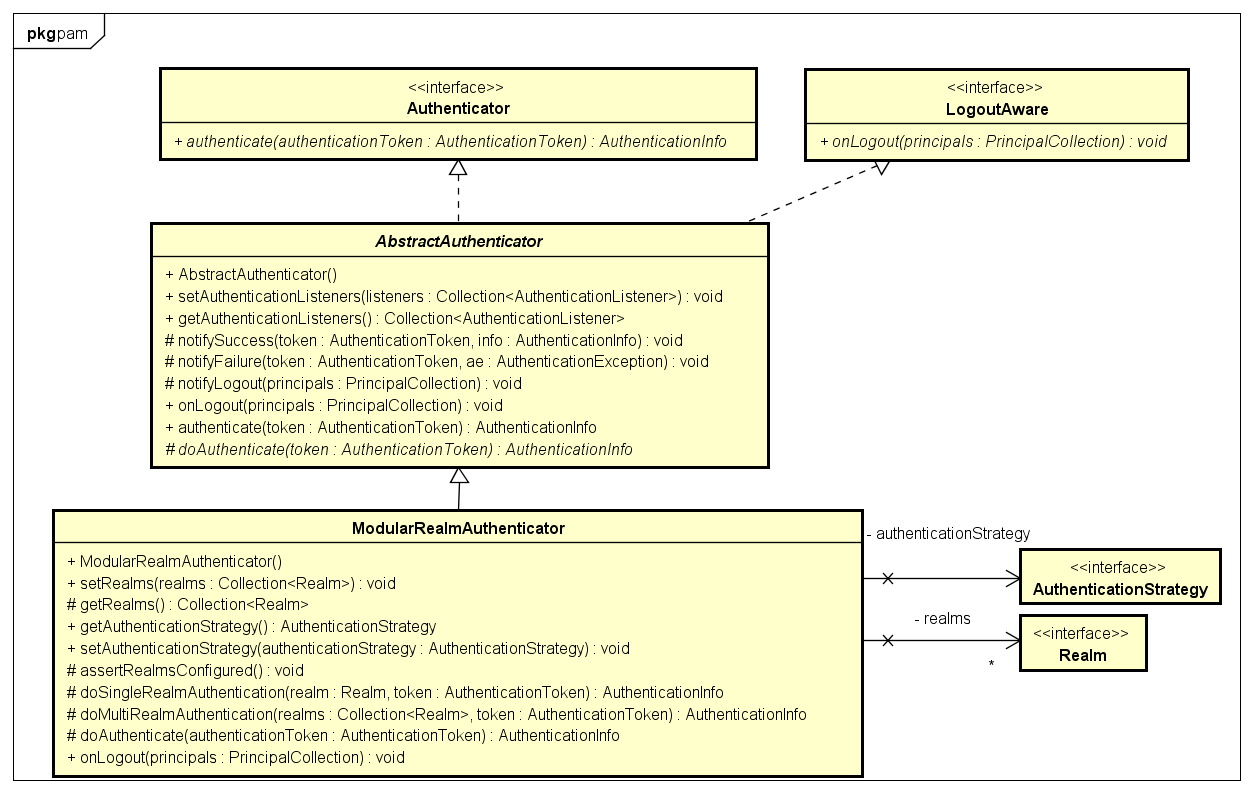 pkg pam
<<interface>>
Authenticator
+ authenticate(authenticationToken : AuthenticationToken) : AuthenticationInfo
<<interface>>
LogoutAware
+ onLogout(principals : PrincipalCollection) : void
AbstractAuthenticator
+ AbstractAuthenticator()
+ setAuthenticationListeners(listeners : Collection<AuthenticationListener>) : void
+ getAuthenticationListeners() : Collection<AuthenticationListener>
# notifySuccess(token : AuthenticationToken, info : AuthenticationInfo) : void
# notifyFailure(token : AuthenticationToken, ae : AuthenticationException) : void
# notifyLogout(principals : PrincipalCollection) : void
+ onLogout(principals : PrincipalCollection) : void
+ authenticate(token : AuthenticationToken) : AuthenticationInfo
# doAuthenticate(token : AuthenticationToken) : AuthenticationInfo
ModularRealmAuthenticator
+ ModularRealmAuthenticator()
+ setRealms(realms : Collection<Realm>) : void
# getRealms() : Collection<Realm>
+ getAuthenticationStrategy() : AuthenticationStrategy
+ setAuthenticationStrategy(authenticationStrategy : AuthenticationStrategy) : void
# assertRealmsConfigured() : void
# doSingleRealmAuthentication(realm : Realm, token : AuthenticationToken) : AuthenticationInfo
# doMultiRealmAuthentication(realms : Collection<Realm>, token : AuthenticationToken) : AuthenticationInfo
# doAuthenticate(authenticationToken : AuthenticationToken) : AuthenticationInfo
+ onLogout(principals : PrincipalCollection) : void
- authenticationStrategy
<<interface>>
AuthenticationStrategy
- realms
*
<<interface>>
Realm